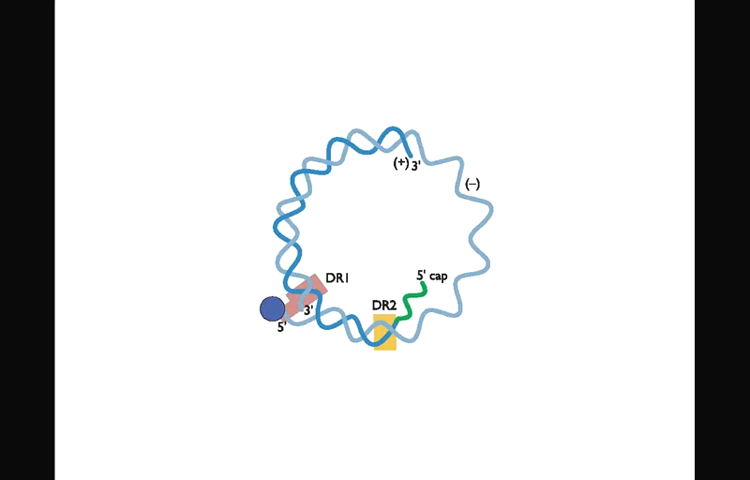 (+) 3'
(−)
DR1
5' cap
DR2
3'
5'